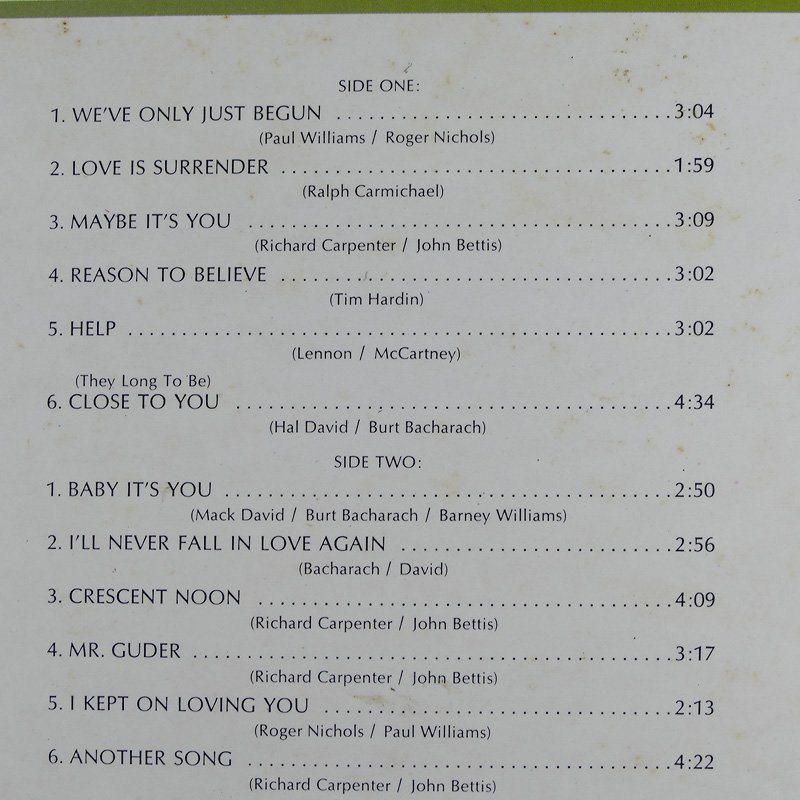 SIDE ONE:
1. WE'VE ONLY JUST BEGUN ................................ 3:04
(Paul Williams / Roger Nichols)
2. LOVE IS SURRENDER ..................................... 1:59
(Ralph Carmichael)
3. MAYBE IT'S YOU ........................................ 3:09
(Richard Carpenter / John Bettis)
4. REASON TO BELIEVE ..................................... 3:02
(Tim Hardin)
5. HELP .................................................. 3:02
(Lennon / McCartney)
(They Long To Be)
6. CLOSE TO YOU ......................................... 4:34
(Hal David / Burt Bacharach)
SIDE TWO:
1. BABY IT'S YOU .......................................... 2:50
(Mack David / Burt Bacharach / Barney Williams)
2. I'LL NEVER FALL IN LOVE AGAIN .......................... 2:56
(Bacharach / David)
3. CRESCENT NOON ....................................... 4:09
(Richard Carpenter / John Bettis)
4. MR. GUDER ............................................. 3:17
(Richard Carpenter / John Bettis)
5. I KEPT ON LOVING YOU ................................. 2:13
(Roger Nichols / Paul Williams)
6. ANOTHER SONG ........................................ 4:22
(Richard Carpenter / John Bettis)